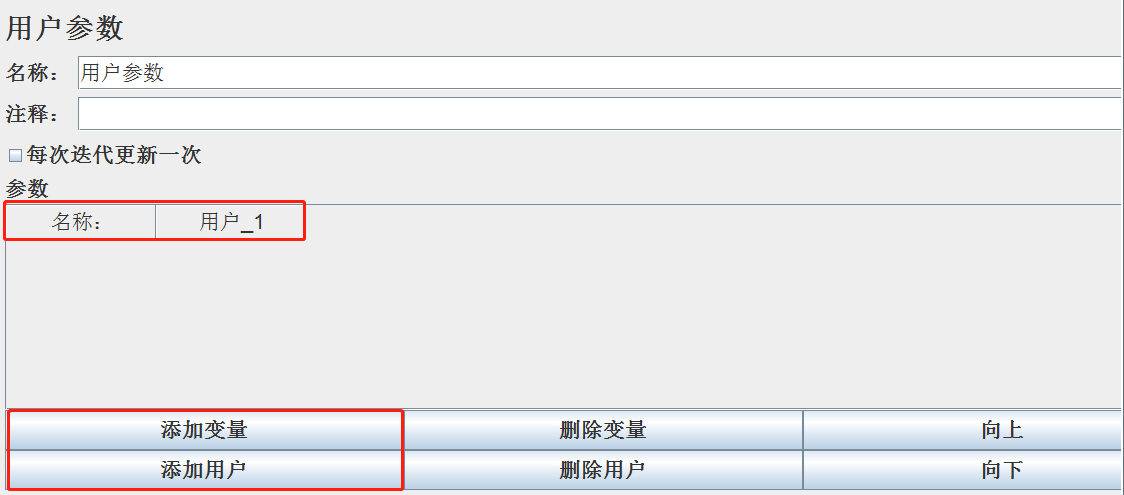 用户参数
名称： 用户参数
注释：
每次迭代更新一次
参数
名称： 用户_1
添加变量 删除变量 向上
添加用户 删除用户 向下